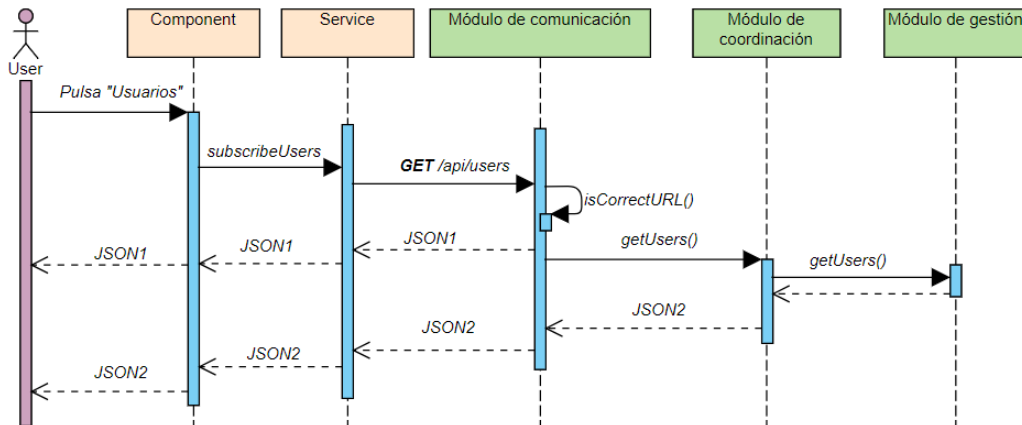 Component
Service
Módulo de comunicación
Módulo de
coordinación
Módulo de gestión
User
Pulsa "Usuarios"
subscribeUsers
GET /api/users
isCorrectURL()
JSON1
JSON1
JSON1
getUsers()
getUsers()
JSON2
JSON2
JSON2
JSON2